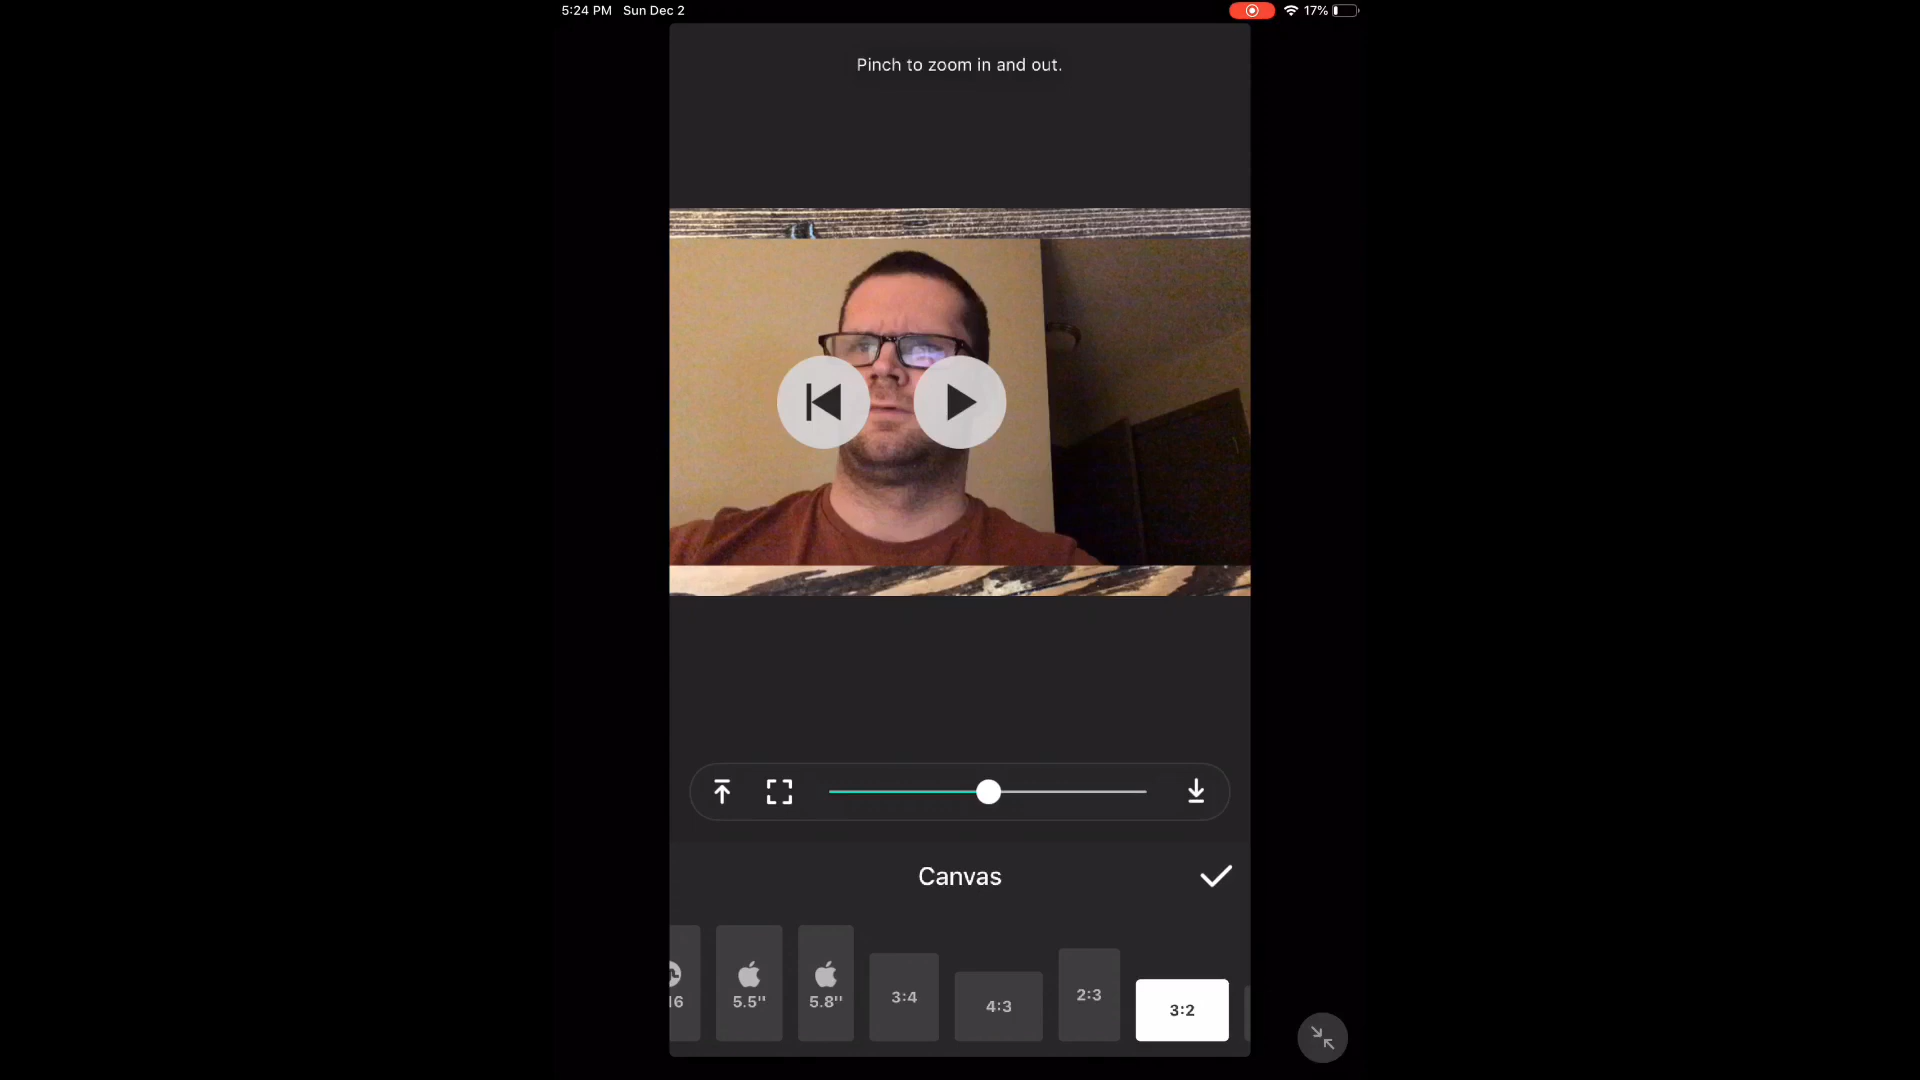 5:24 PM Sun Dec 2
17%
Pinch to zoom in and out.
Canvas
16
5.5"
5.8"
3:4
4:3
2:3
3:2